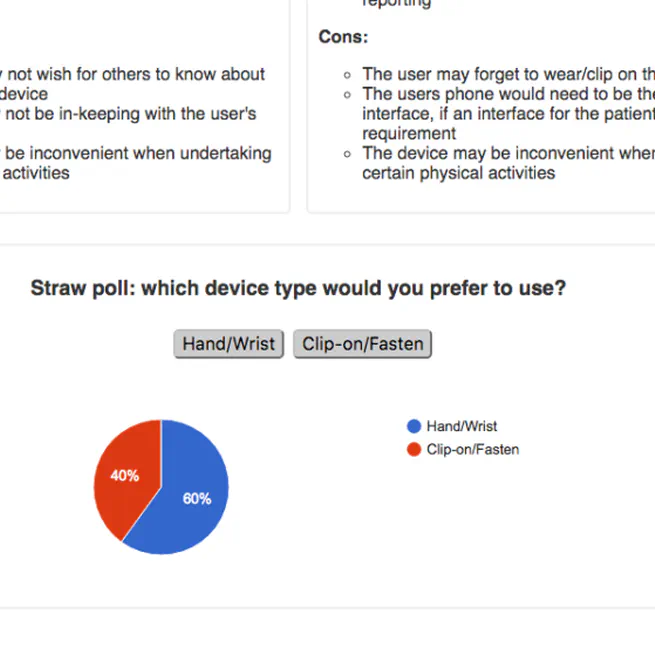 not wish for others to know about
device
not be in-keeping with the user's
be inconvenient when undertaking
activities
reporting
Cons:
The user may forget to wear/clip on
The users phone would need to be
interface, if an interface for the patient
requirement
The device may be inconvenient
certain physical activities
Straw poll: which device type would you prefer to use?
Hand/Wrist
Clip-on/Fasten
40%
60%
Hand/Wrist
Clip-on/Fasten